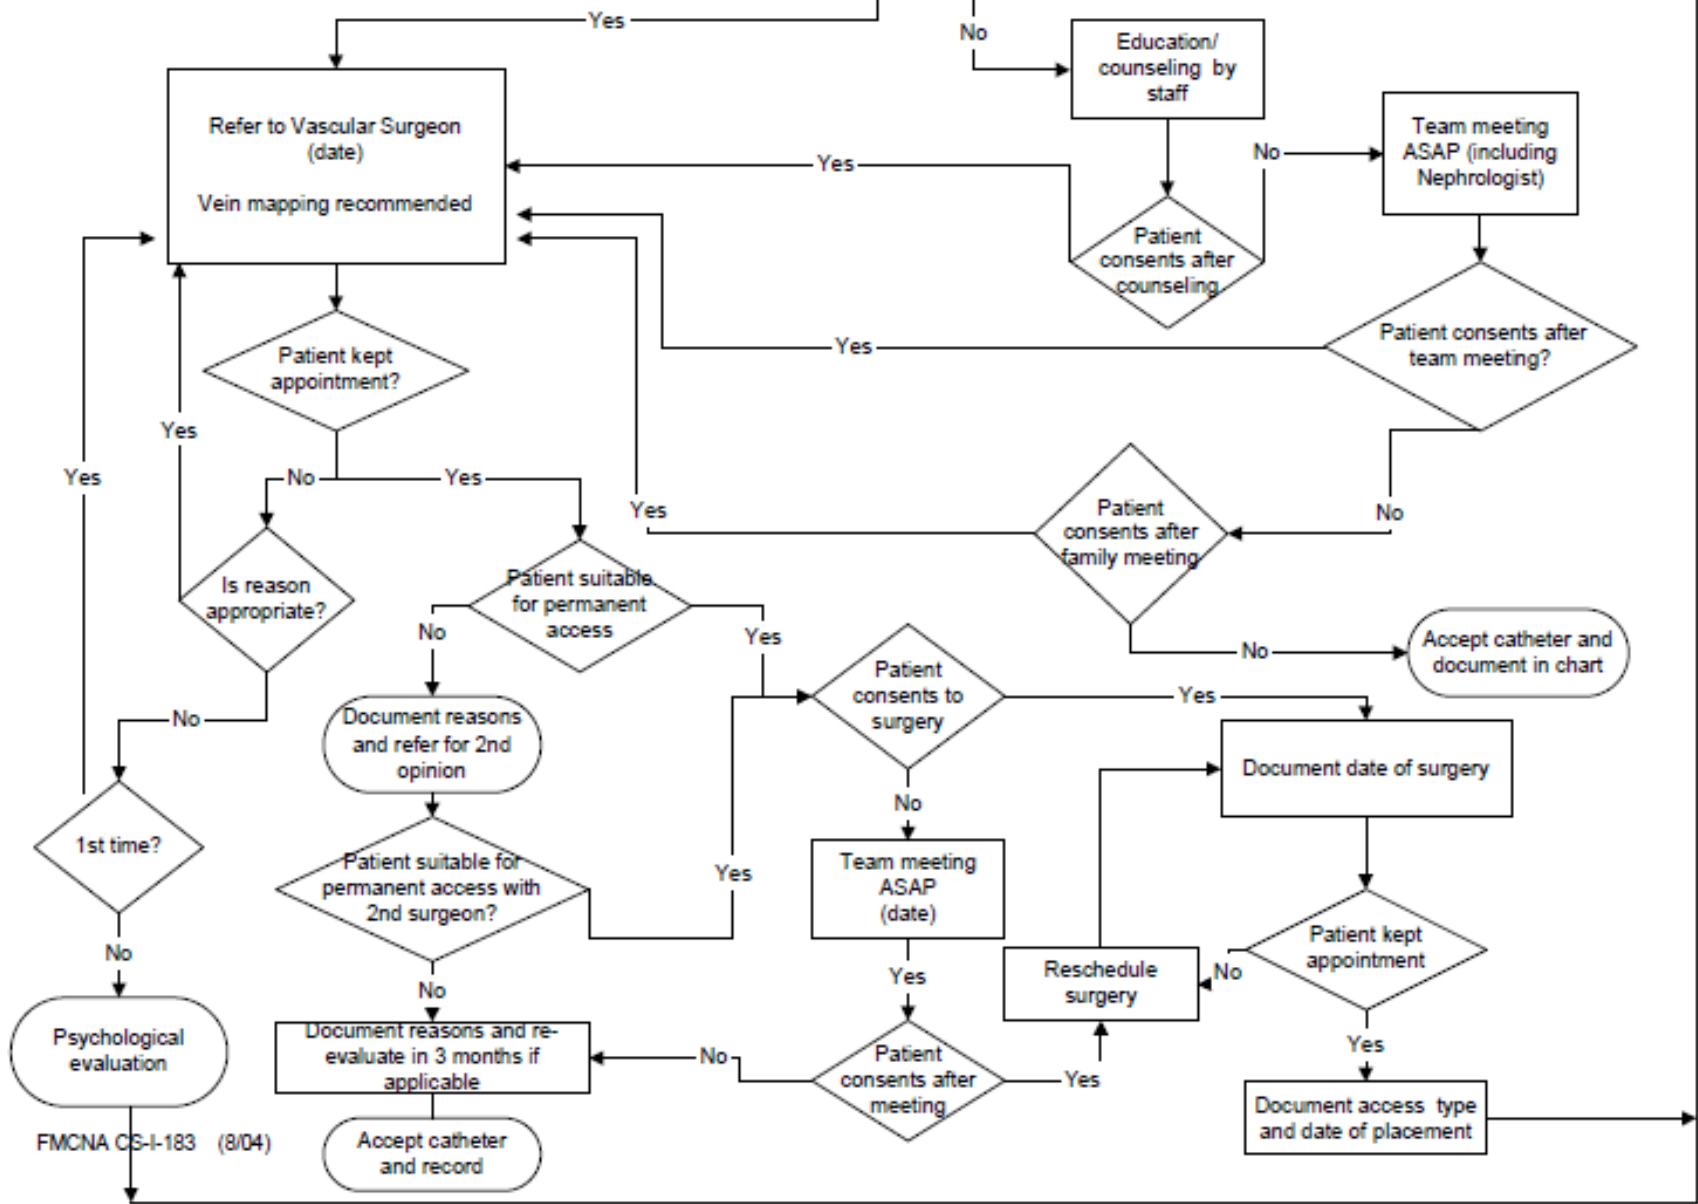 Yes
No
Education/
counseling by
staff
Refer to Vascular Surgeon
(date)
Vein mapping recommended
Team meeting
ASAP (including
Nephrologist)
No
Yes
Patient
consents after
counseling
Patient consents after
team meeting?
Yes
Patient kept
appointment?
Yes
Yes
No
Yes
Yes
Patient
consents after
family meeting
No
Is reason
appropriate?
Patient suitable
for permanent
access
No
Yes
No
Accept catheter and
document in chart
Patient
consents to
surgery
Yes
No
Document reasons
and refer for 2nd
opinion
Document date of surgery
No
1st time?
Patient suitable for
permanent access with
2nd surgeon?
Yes
Team meeting
ASAP
(date)
Patient kept
appointment
No
No
Yes
Reschedule
surgery
No
Psychological
evaluation
Document reasons and re-
evaluate in 3 months if
applicable
No
Patient
consents after
meeting
Yes
Yes
Document access type
and date of placement
FMCNA CS-I-183 (8/04)
Accept catheter
and record